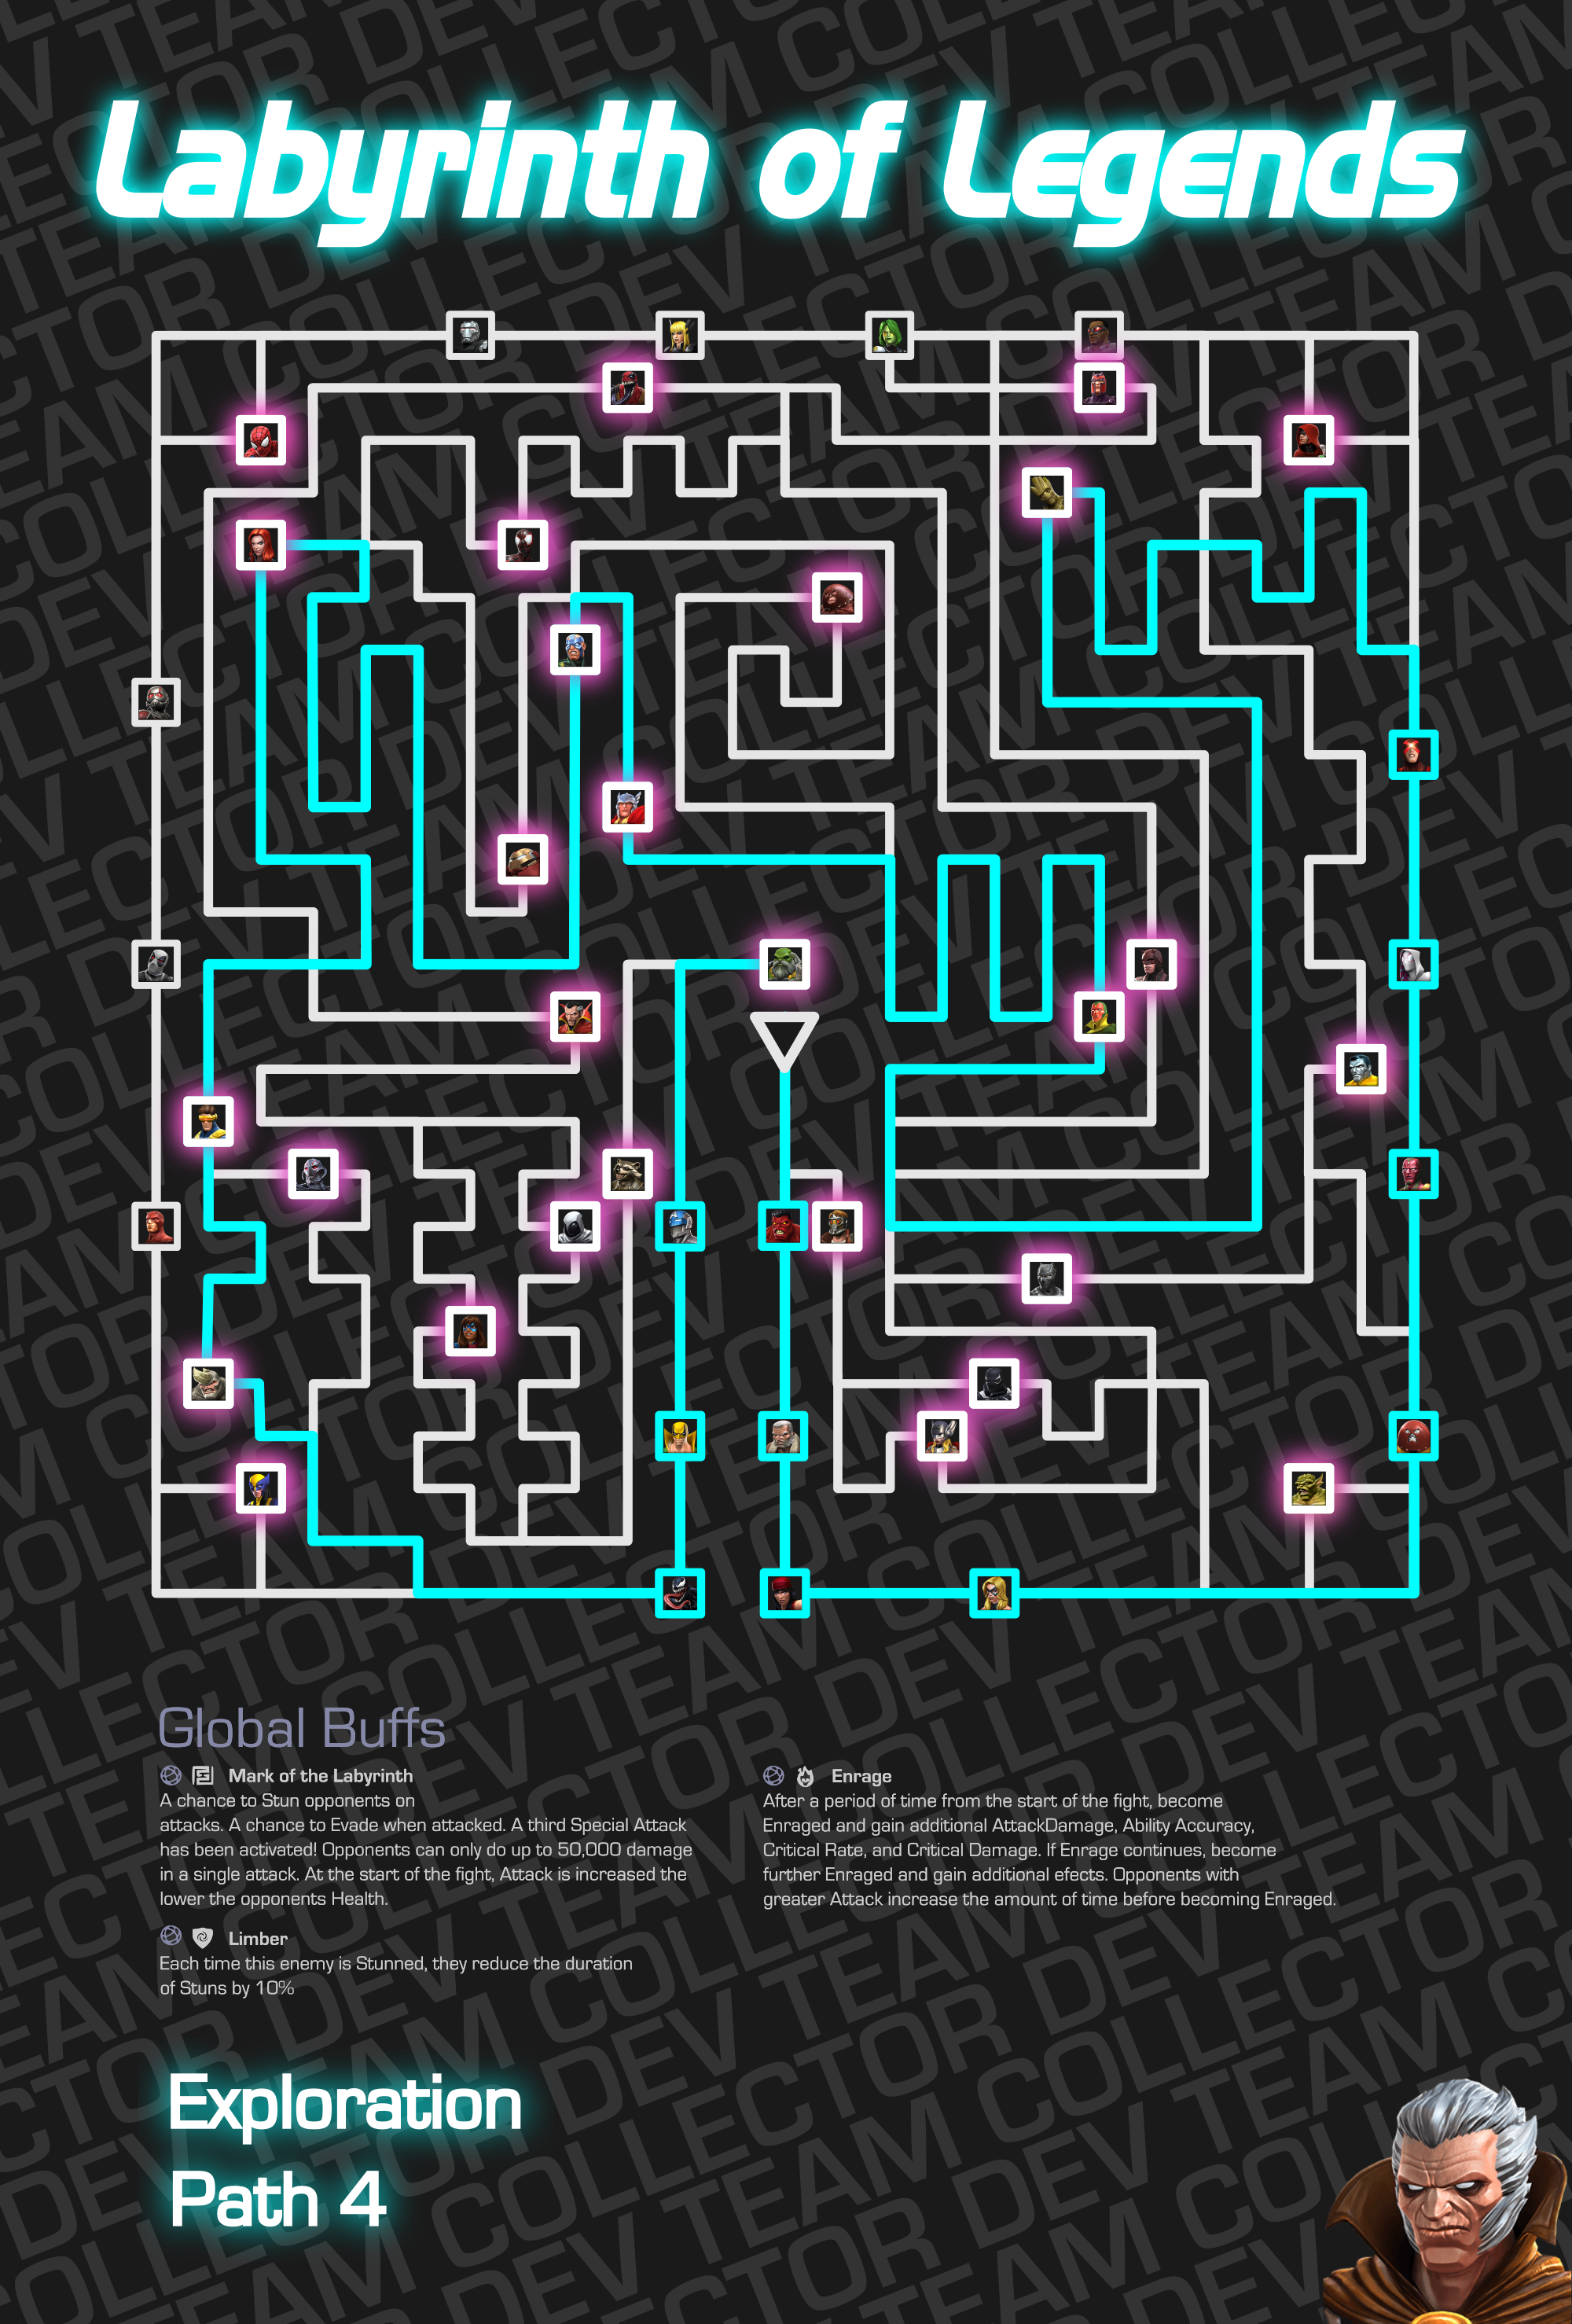 Labyrinth of Legends
Global Buffs
Mark of the Labyrinth
A chance to Stun opponents on
attacks. A chance to Evade when attacked. A third Special Attack
has been activated! Opponents can only do up to 50,000 damage
in a single attack. At the start of the fight, Attack is increased the
lower the opponents Health.
Limber
Each time this enemy is Stunned, they reduce the duration
of Stuns by 10%
Enrage
After a period of time from the start of the fight, become
Enraged and gain additional AttackDamage, Ability Accuracy,
Critical Rate, and Critical Damage. If Enrage continues, become
further Enraged and gain additional efects. Opponents with
greater Attack increase the amount of time before becoming Enraged.
Exploration
Path 4
COLLECTOR DEV TEAM